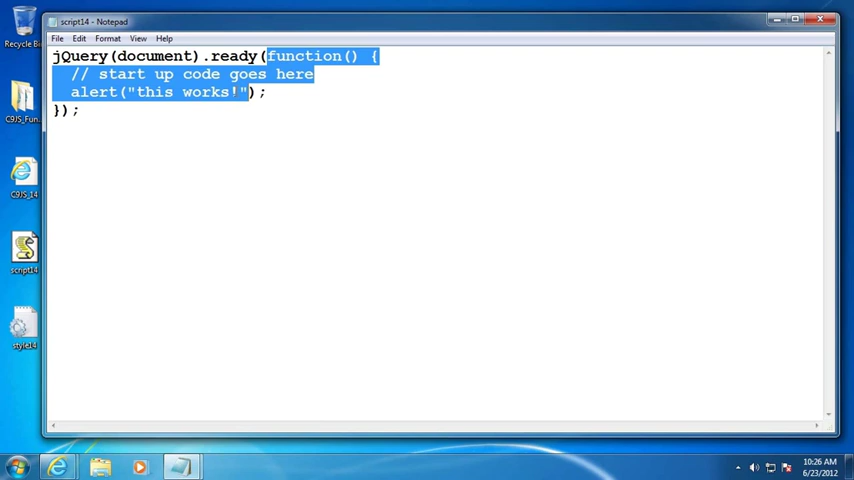 script14 - Notepad
File Edit Format View Help
jQuery(document).ready(function() {
  // start up code goes here
  alert("this works!");
});
Recycle Bi
C9JS_Fun
C9JS_14
script14
style14
10:26 AM
6/23/2012